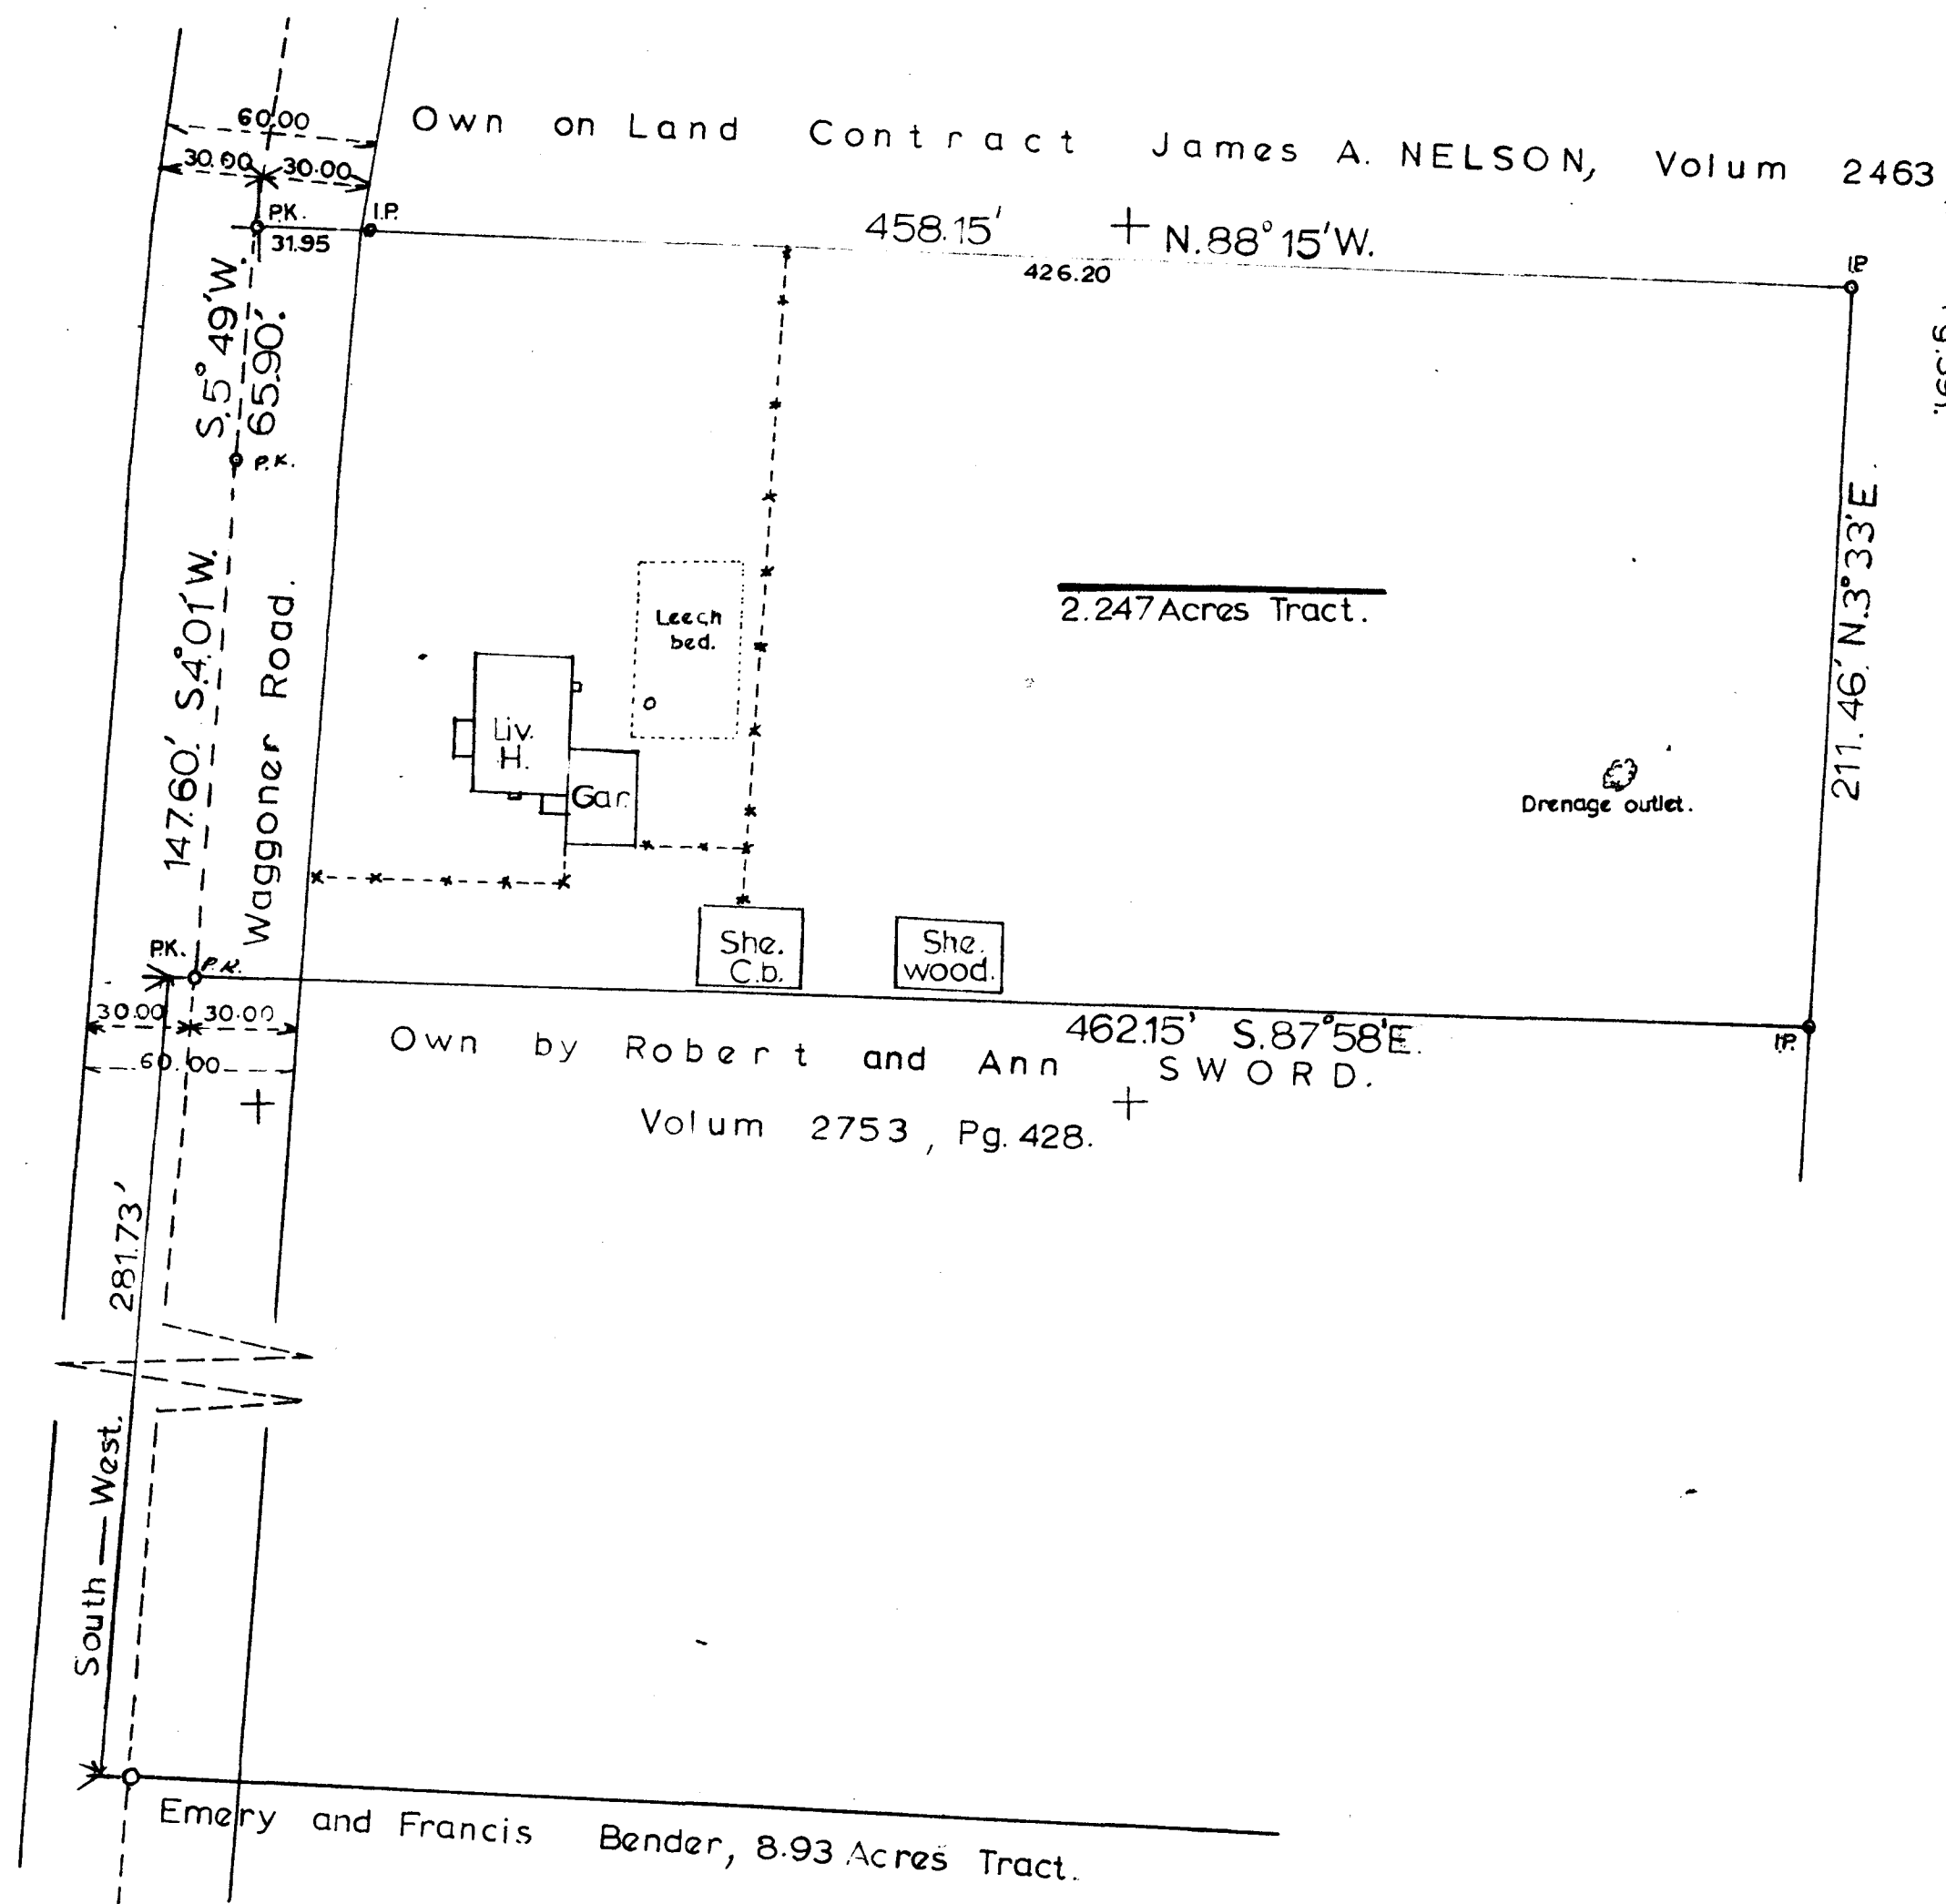 60.00
30.00 30.00
Own on Land Contract James A. NELSON, Volum 2463
P.K. I.P.
31.95
458.15' N.88°15'W.
426.20
I.P.
S.5°49'W.
65.90'.
P.K.
147.60.' S.4°01'W.
Waggoner Road.
Leech
bed.
Liv.
H.
Gar.
2.247 Acres Tract.
211.46.' N.3°33'E.
Drenage outlet.
She.
C.b.
She.
wood.
P.K.
P.K.
30.00 30.00
60.00
462.15' S.87°58'E.
I.P.
Own by Robert and Ann SWORD.
Volum 2753, Pg. 428.
281.73'
South — West.
Emery and Francis Bender, 8.93 Acres Tract.